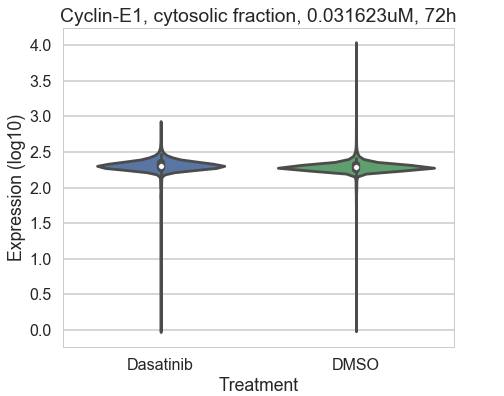 Cyclin-E1, cytosolic fraction, 0.031623uM, 72h
Expression (log10)
4.0
3.5
3.0
2.5
2.0
1.5
1.0
0.5
0.0
Dasatinib DMSO
Treatment